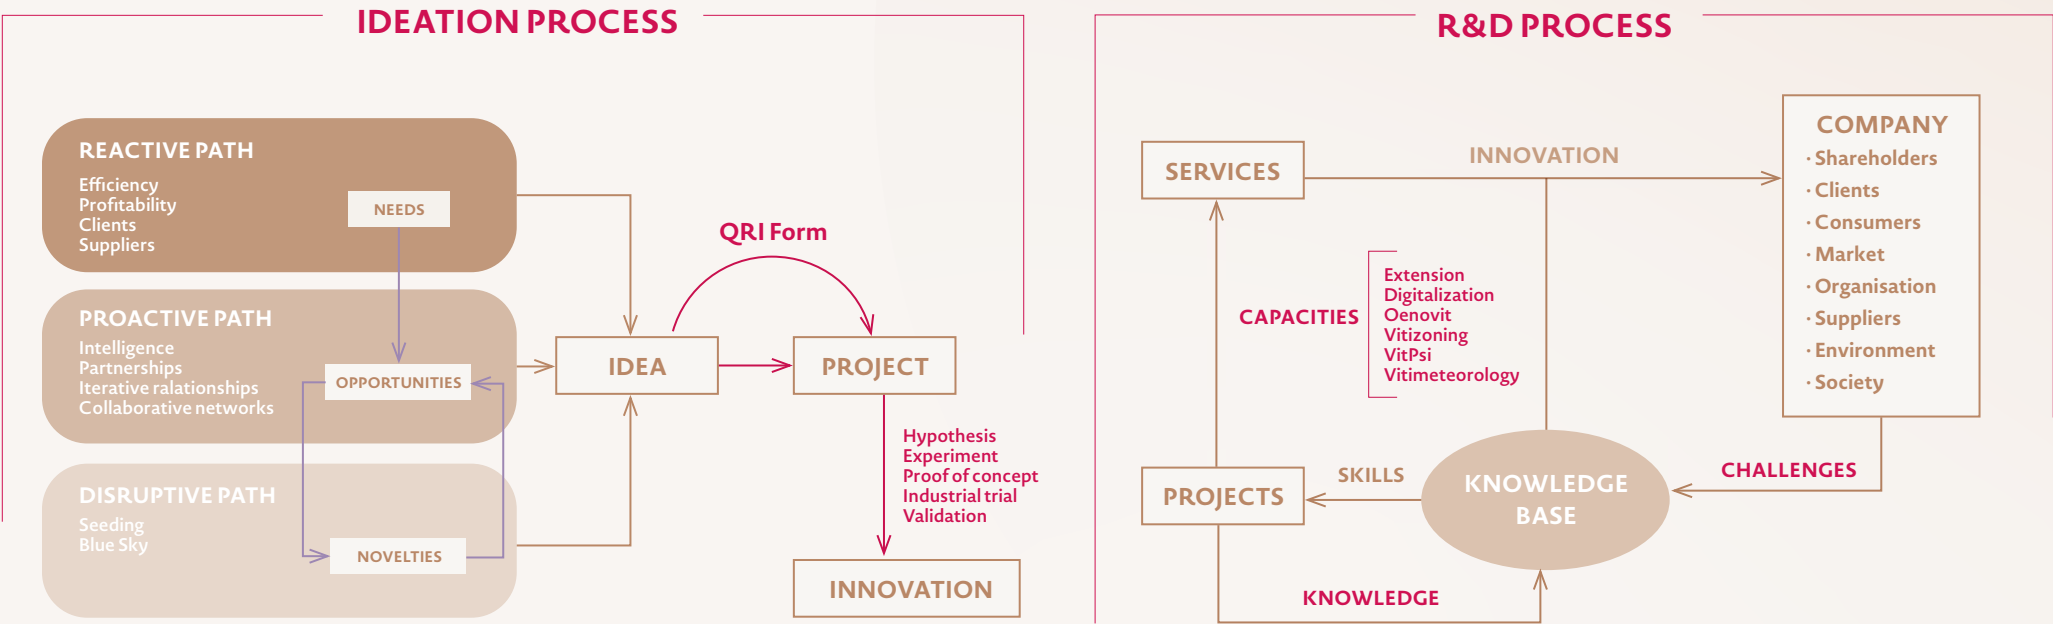 IDEATION PROCESS
REACTIVE PATH
Efficiency
Profitability
Clients
Suppliers
NEEDS
PROACTIVE PATH
Intelligence
Partnerships
Iterative ralationships
Collaborative networks
OPPORTUNITIES
DISRUPTIVE PATH
Seeding
Blue Sky
NOVELTIES
IDEA
QRI Form
PROJECT
Hypothesis
Experiment
Proof of concept
Industrial trial
Validation
INNOVATION
R&D PROCESS
SERVICES
INNOVATION
COMPANY
· Shareholders
· Clients
· Consumers
· Market
· Organisation
· Suppliers
· Environment
· Society
CAPACITIES
Extension
Digitalization
Oenovit
Vitizoning
VitPsi
Vitimeteorology
PROJECTS
SKILLS
KNOWLEDGE
BASE
CHALLENGES
KNOWLEDGE